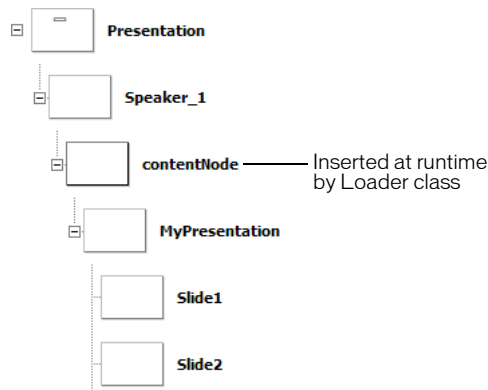 Presentation
Speaker_1
contentNode
Inserted at runtime
by Loader class
MyPresentation
Slide1
Slide2